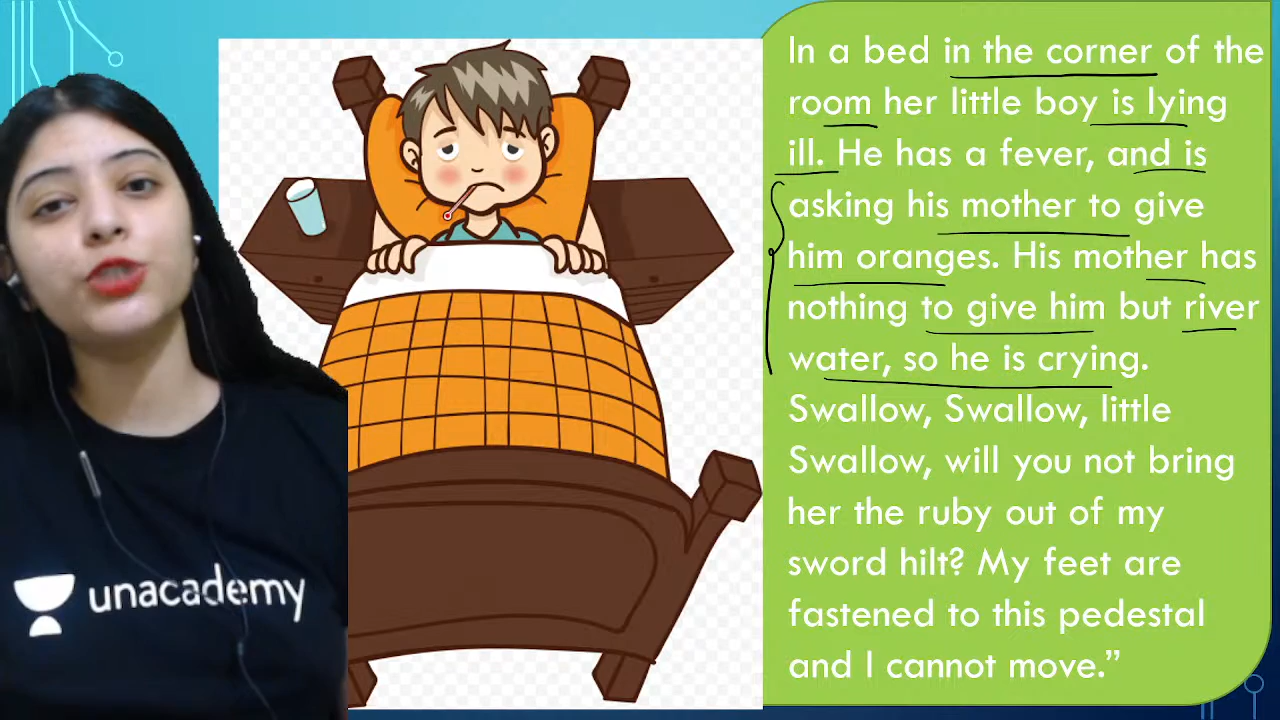 In a bed in the corner of the
room her little boy is lying
ill. He has a fever, and is
asking his mother to give
him oranges. His mother has
nothing to give him but river
water, so he is crying.
Swallow, Swallow, little
Swallow, will you not bring
her the ruby out of my
sword hilt? My feet are
fastened to this pedestal
and I cannot move.”
unacademy